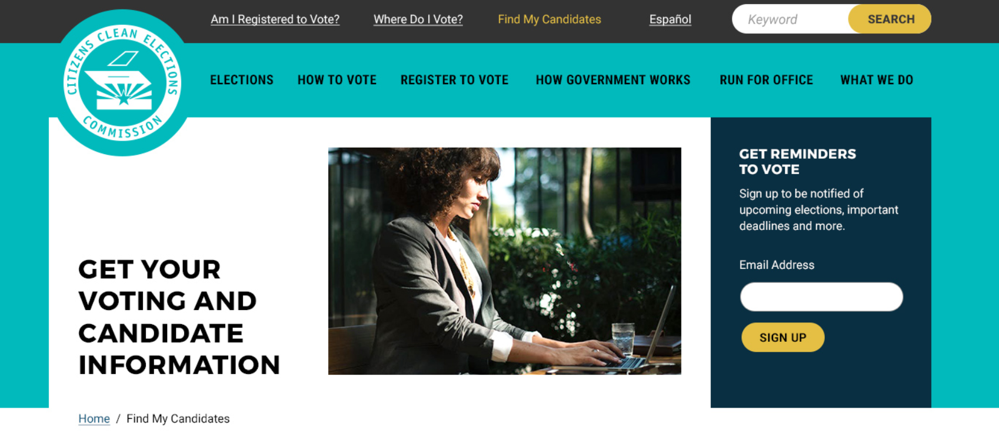 Am I Registered to Vote?
Where Do I Vote?
Find My Candidates
Español
Keyword
SEARCH
CITIZENS CLEAN ELECTIONS
COMMISSION
ELECTIONS
HOW TO VOTE
REGISTER TO VOTE
HOW GOVERNMENT WORKS
RUN FOR OFFICE
WHAT WE DO
GET YOUR
VOTING AND
CANDIDATE
INFORMATION
GET REMINDERS
TO VOTE
Sign up to be notified of
upcoming elections, important
deadlines and more.
Email Address
SIGN UP
Home / Find My Candidates